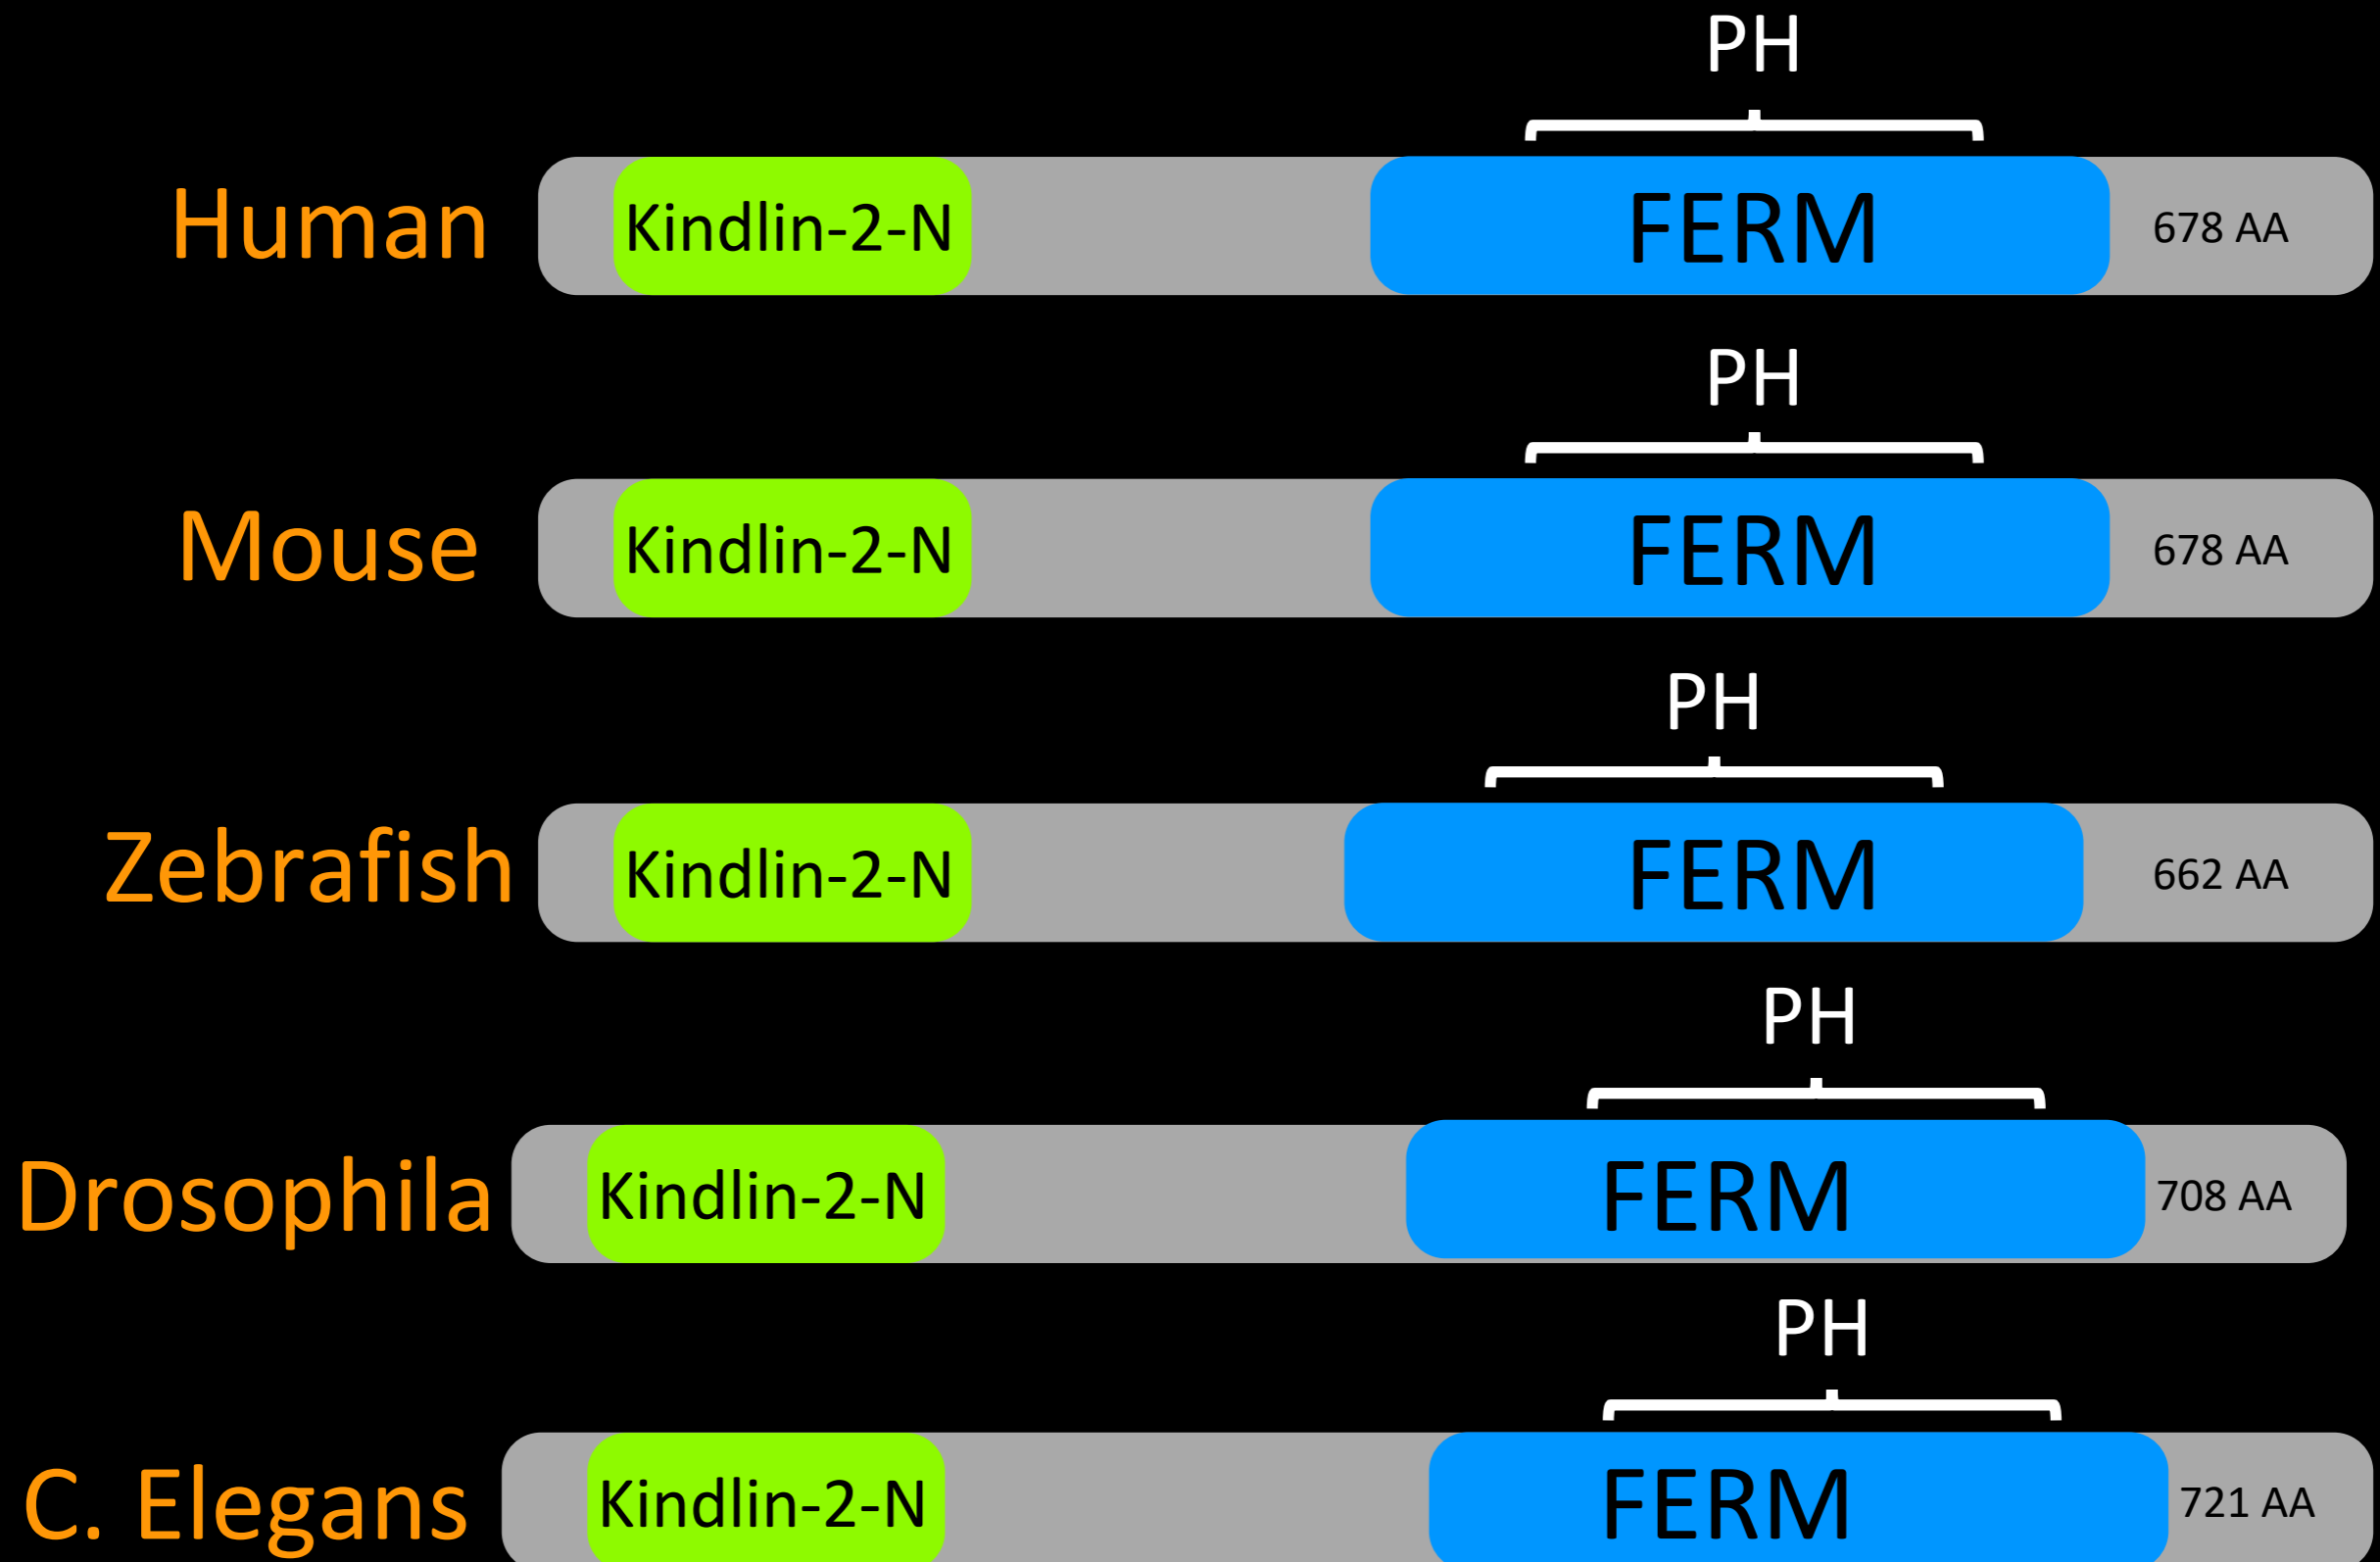 PH
Human Kindlin-2-N FERM 678 AA
PH
Mouse Kindlin-2-N FERM 678 AA
PH
Zebrafish Kindlin-2-N FERM 662 AA
PH
Drosophila Kindlin-2-N FERM 708 AA
PH
C. Elegans Kindlin-2-N FERM 721 AA